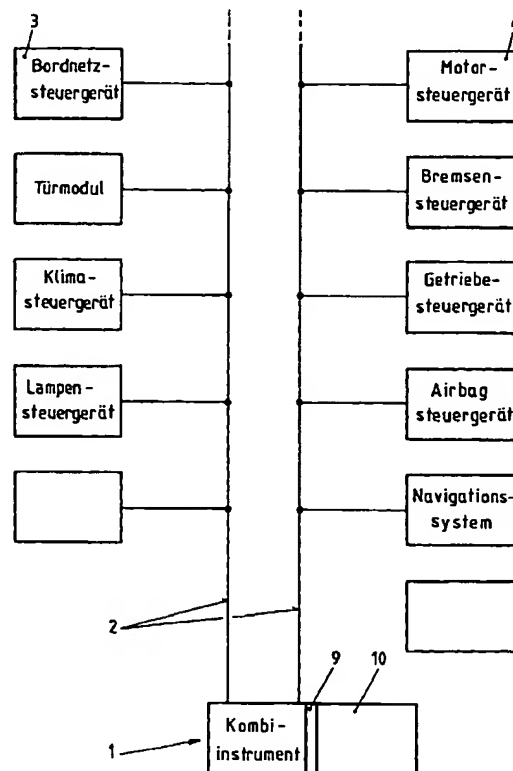 3
Bordnetz-
steuergerät
Motor-
steuergerät
Türmodul
Bremsen-
steuergerät
Klima-
steuergerät
Getriebe-
steuergerät
Lampen-
steuergerät
Airbag
steuergerät
Navigations-
system
2
9
10
Kombi-
instrument
1